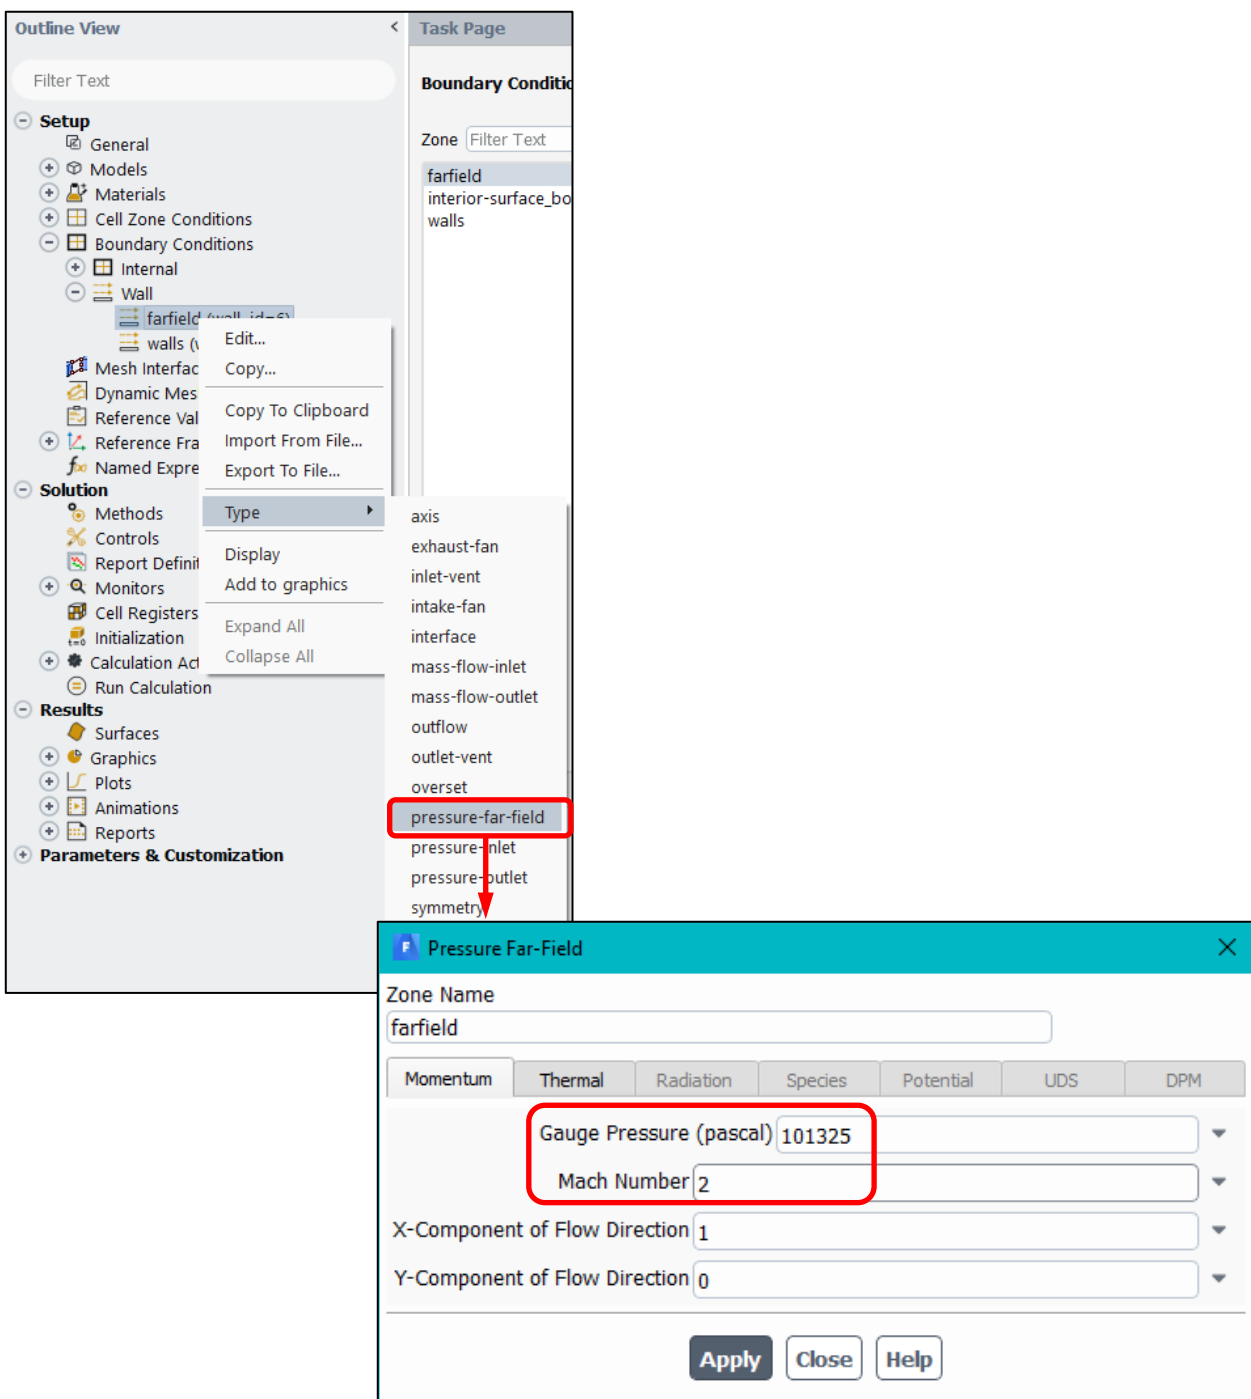 Outline View
<
Filter Text
Setup
General
Models
Materials
Cell Zone Conditions
Boundary Conditions
Internal
Wall
farfield (wall, id=6)
walls (
Mesh Interfac
Dynamic Mes
Reference Val
Reference Fra
Named Expre
Solution
Methods
Controls
Report Definit
Monitors
Cell Registers
Initialization
Calculation Act
Run Calculation
Results
Surfaces
Graphics
Plots
Animations
Reports
Parameters & Customization
Edit...
Copy...
Copy To Clipboard
Import From File...
Export To File...
Type
Display
Add to graphics
Expand All
Collapse All
Task Page
Boundary Conditio
Zone Filter Text
farfield
interior-surface_bo
walls
axis
exhaust-fan
inlet-vent
intake-fan
interface
mass-flow-inlet
mass-flow-outlet
outflow
outlet-vent
overset
pressure-far-field
pressure-inlet
pressure-outlet
symmetry
F Pressure Far-Field
Zone Name
farfield
Momentum Thermal Radiation Species Potential UDS DPM
Gauge Pressure (pascal) 101325
Mach Number 2
X-Component of Flow Direction 1
Y-Component of Flow Direction 0
Apply Close Help